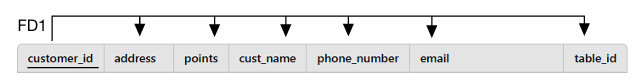 FD1
customer_id address points cust_name phone_number email table_id